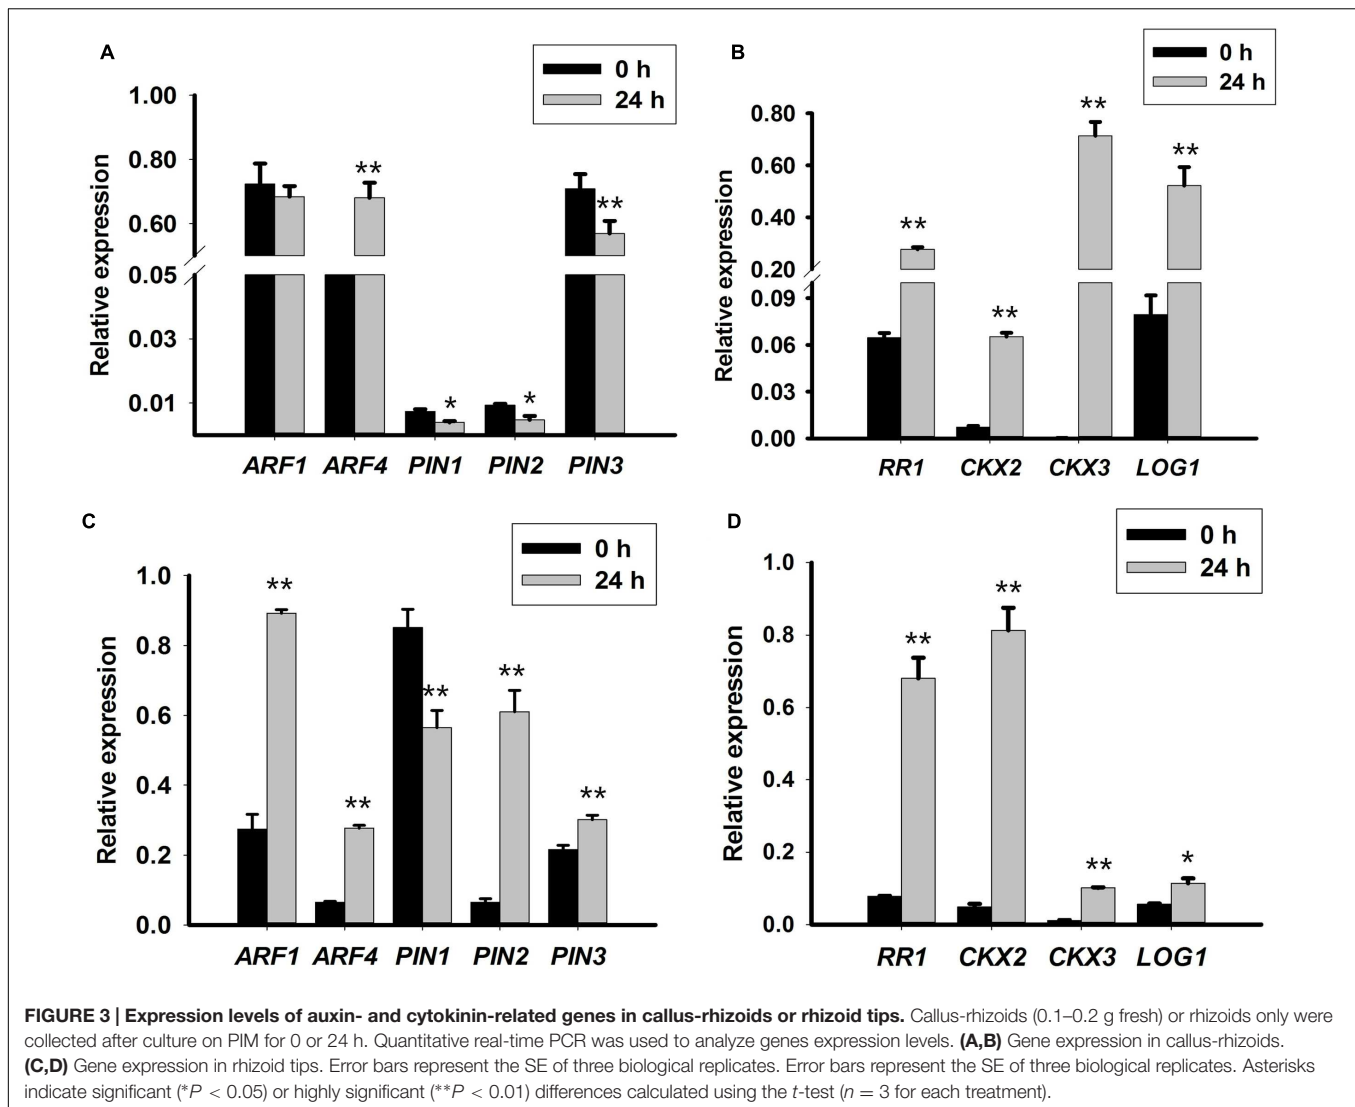 A
0 h
24 h
1.00
0.80
0.60
0.05
0.03
0.01
Relative expression
**
**
*
*
ARF1 ARF4 PIN1 PIN2 PIN3
B
0 h
24 h
0.80
0.60
0.40
0.20
0.09
0.06
0.03
0.00
Relative expression
**
**
**
**
RR1 CKX2 CKX3 LOG1
C
0 h
24 h
1.0
0.8
0.6
0.4
0.2
0.0
Relative expression
**
**
**
**
**
ARF1 ARF4 PIN1 PIN2 PIN3
D
0 h
24 h
1.0
0.8
0.6
0.4
0.2
0.0
Relative expression
**
**
**
*
RR1 CKX2 CKX3 LOG1
FIGURE 3 | Expression levels of auxin- and cytokinin-related genes in callus-rhizoids or rhizoid tips. Callus-rhizoids (0.1–0.2 g fresh) or rhizoids only were
collected after culture on PIM for 0 or 24 h. Quantitative real-time PCR was used to analyze genes expression levels. (A,B) Gene expression in callus-rhizoids.
(C,D) Gene expression in rhizoid tips. Error bars represent the SE of three biological replicates. Error bars represent the SE of three biological replicates. Asterisks
indicate significant (*P < 0.05) or highly significant (**P < 0.01) differences calculated using the t-test (n = 3 for each treatment).